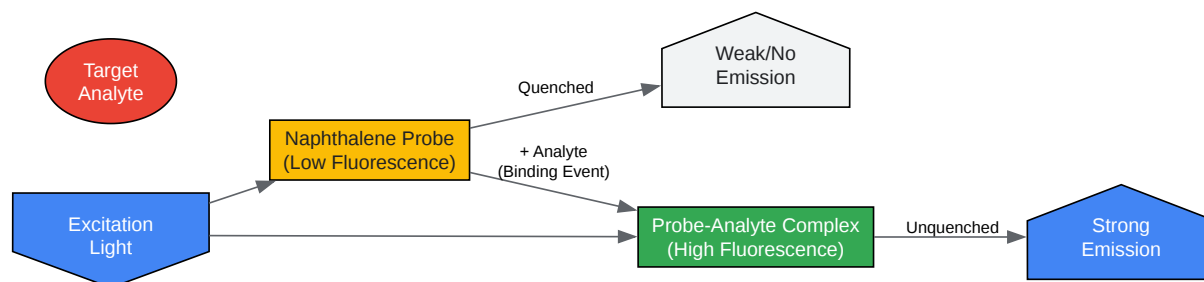 Target
Analyte
Weak/No
Emission
Quenched
Naphthalene Probe
(Low Fluorescence)
+ Analyte
(Binding Event)
Excitation
Light
Probe-Analyte Complex
(High Fluorescence)
Unquenched
Strong
Emission